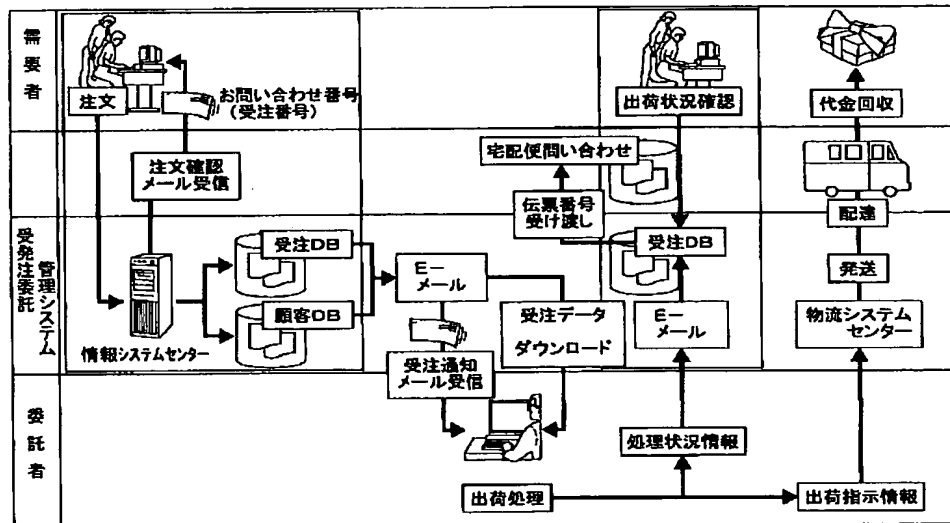 需要者
注文
お問い合わせ番号
(受注番号)
出荷状況確認
代金回収
注文確認
メール受信
宅配便問い合わせ
伝票番号
受け渡し
配達
受発注委託
管理システム
受注DB
顧客DB
情報システムセンター
E－
メール
受注データ
ダウンロード
受注DB
E－
メール
発送
物流システム
センター
受注通知
メール受信
委託者
処理状況情報
出荷処理
出荷指示情報